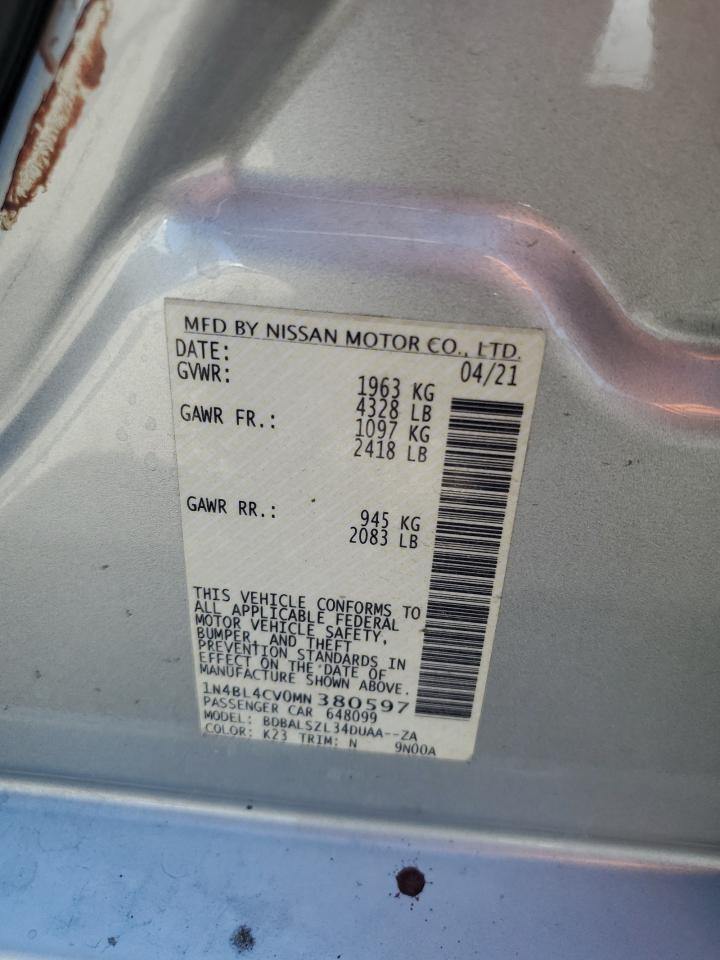 MFD BY NISSAN MOTOR CO., LTD.
DATE: 04/21
GVWR: 1963 KG
4328 LB
GAWR FR.: 1097 KG
2418 LB
GAWR RR.: 945 KG
2083 LB
THIS VEHICLE CONFORMS TO
ALL APPLICABLE FEDERAL
MOTOR VEHICLE SAFETY,
BUMPER, AND THEFT
PREVENTION STANDARDS IN
EFFECT ON THE DATE OF
MANUFACTURE SHOWN ABOVE.
1N4BL4CV0MN380597
PASSENGER CAR 648099
MODEL: BDBALSZL34DUAA--ZA
COLOR: K23 TRIM: N 9N00A